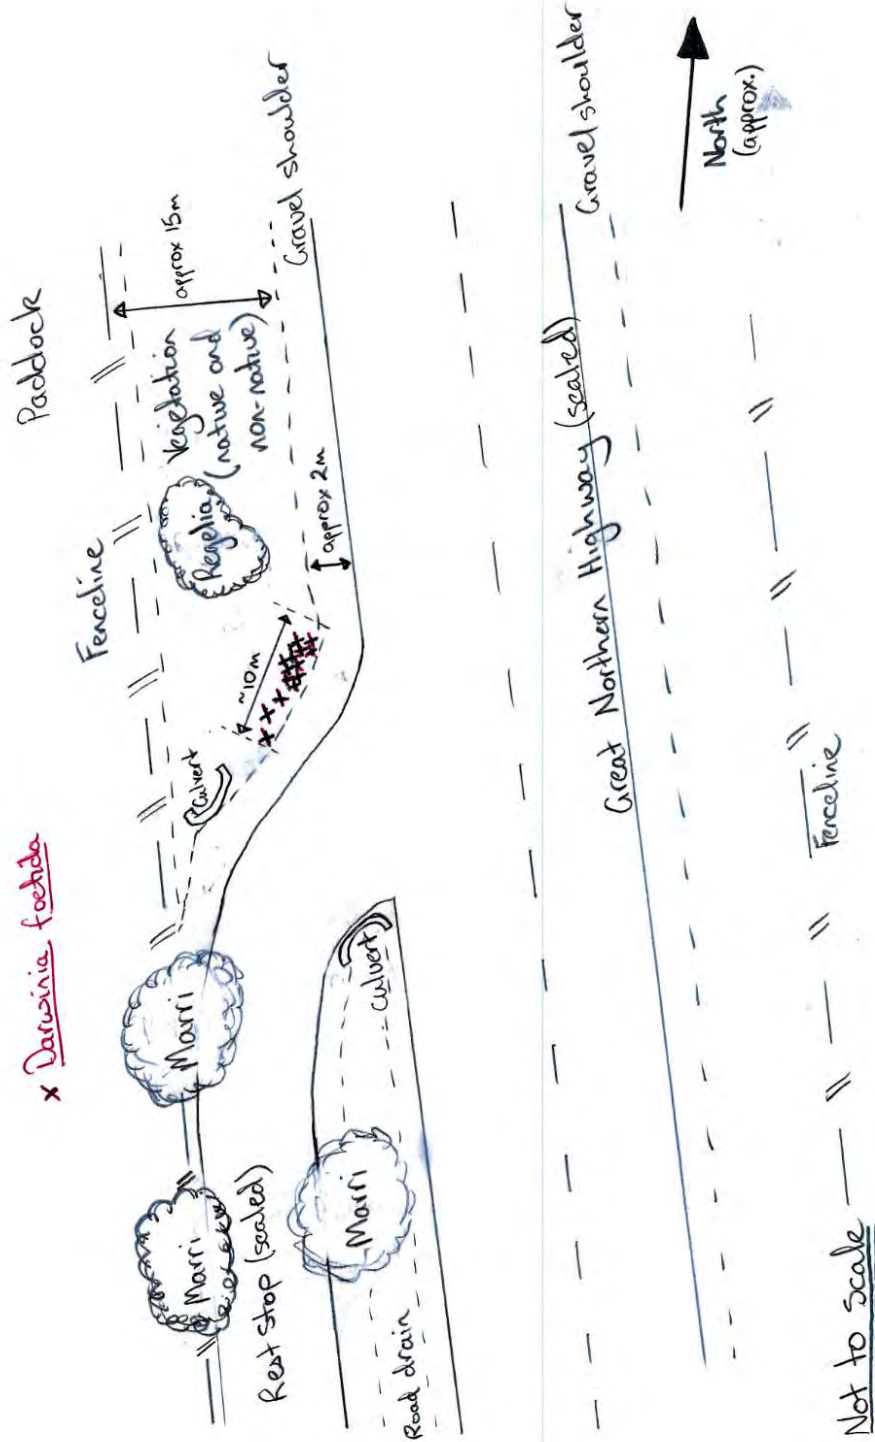 x Darwinia foetida
Paddock
Fenceline
Vegetation
(native and
non-native)
approx 15m
Regelia
Gravel shoulder
approx 2m
~10m
Culvert
Marri
Marri
Rest Stop (sealed)
Marri
Culvert
Road drain
Great Northern Highway (sealed)
Gravel shoulder
North
(approx.)
Fenceline
Not to scale